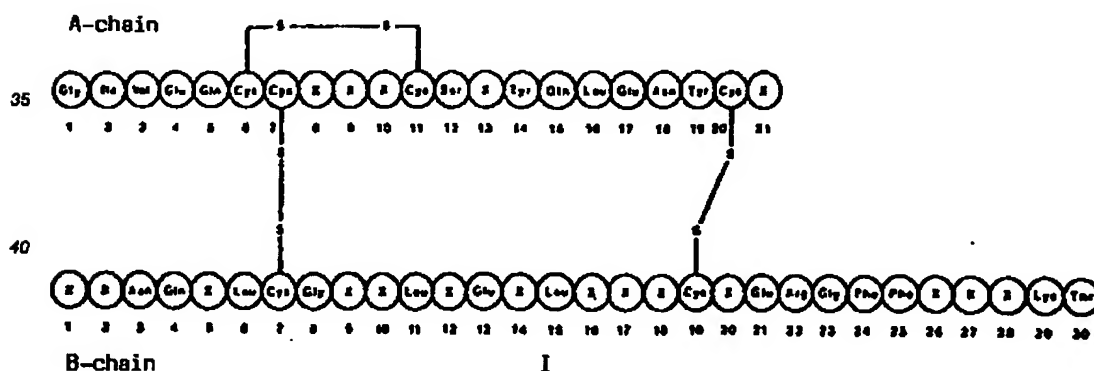 A-chain
S S
35 Gly Ile Val Glu Gln Cys Cys X X X Cys Ser X Tyr Gln Leu Glu Asn Tyr Cys X
1 2 3 4 5 6 7 8 9 10 11 12 13 14 15 16 17 18 19 20 21
S S
S S
40
X X Asn Gln X Leu Cys Gly X X Leu X Glu X Leu X X X Cys X Glu Arg Gly Phe Phe X X X Lys Thr
1 2 3 4 5 6 7 8 9 10 11 12 13 14 15 16 17 18 19 20 21 22 23 24 25 26 27 28 29 30
B-chain I